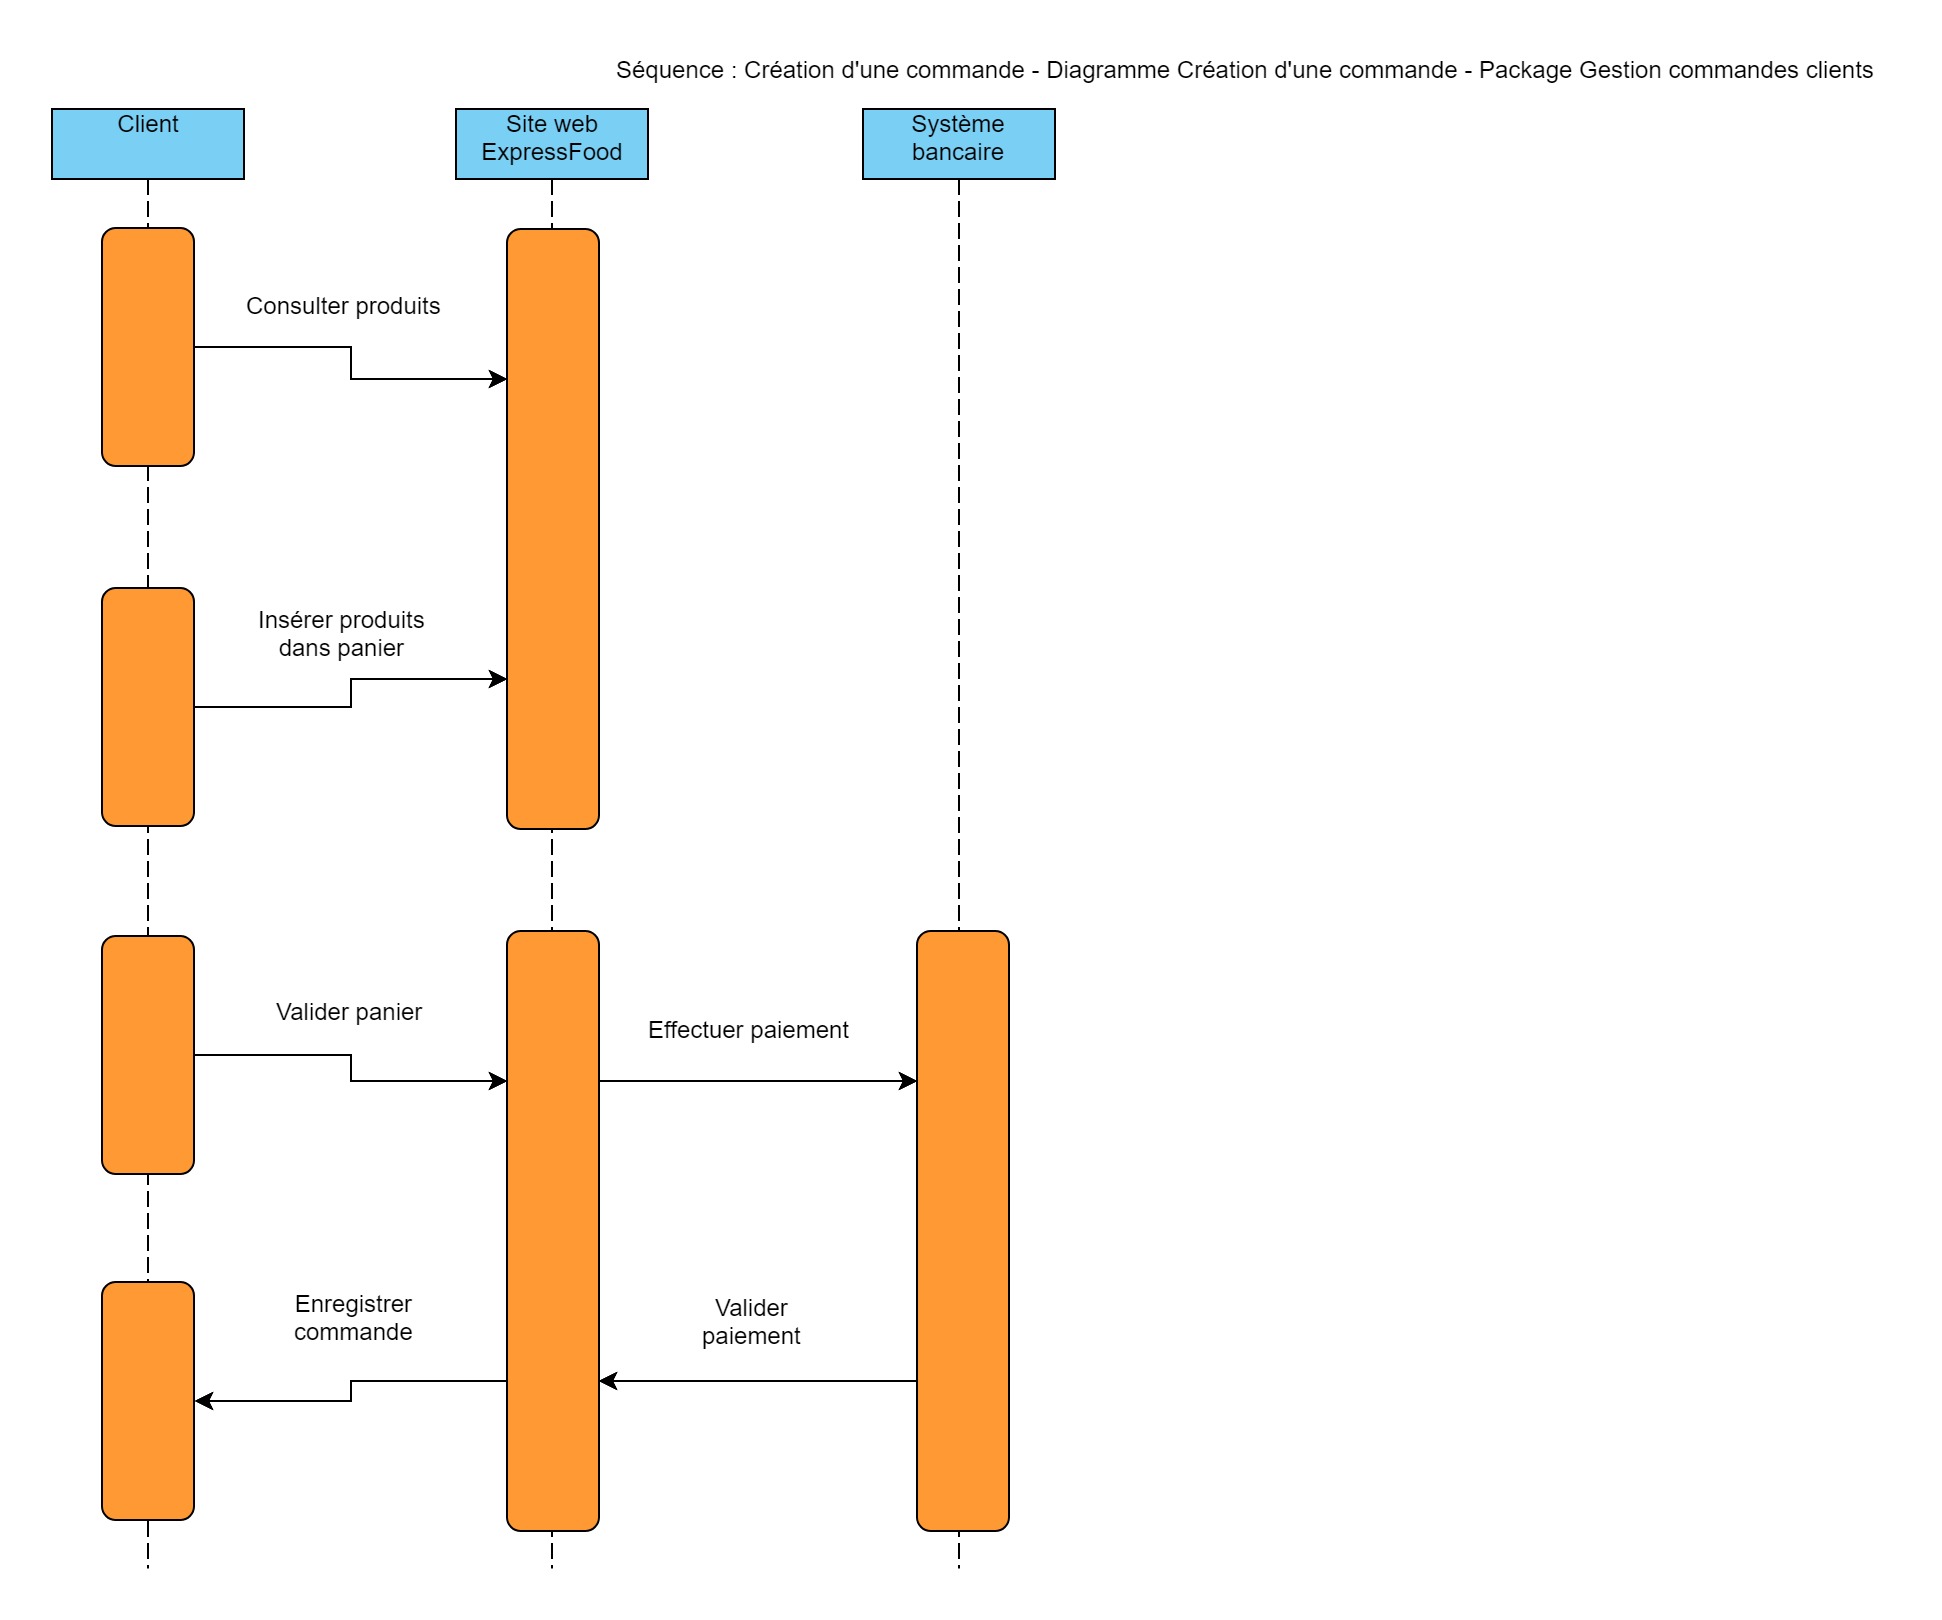 Séquence : Création d'une commande - Diagramme Création d'une commande - Package Gestion commandes clients
Client
Site web
ExpressFood
Système
bancaire
Consulter produits
Insérer produits
dans panier
Valider panier
Effectuer paiement
Enregistrer
commande
Valider
paiement